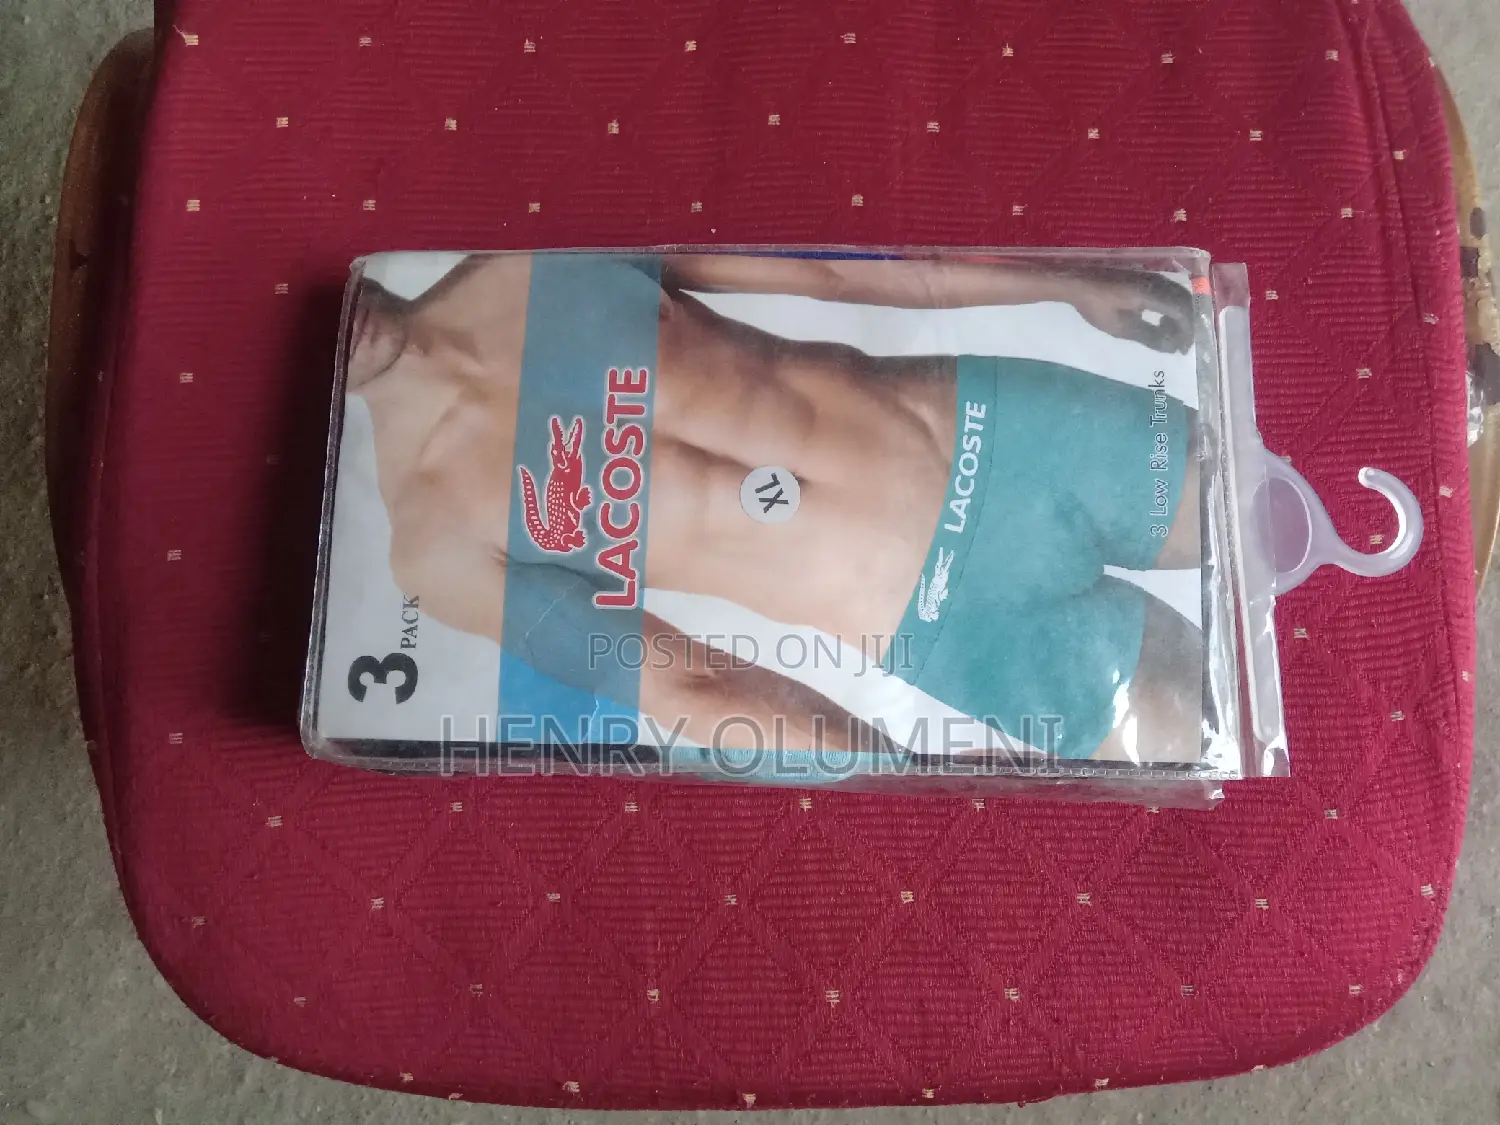 3 PACK
LACOSTE
XL
LACOSTE
3 Low Rise Trunks
POSTED ON JIJI
HENRY OLUMENI